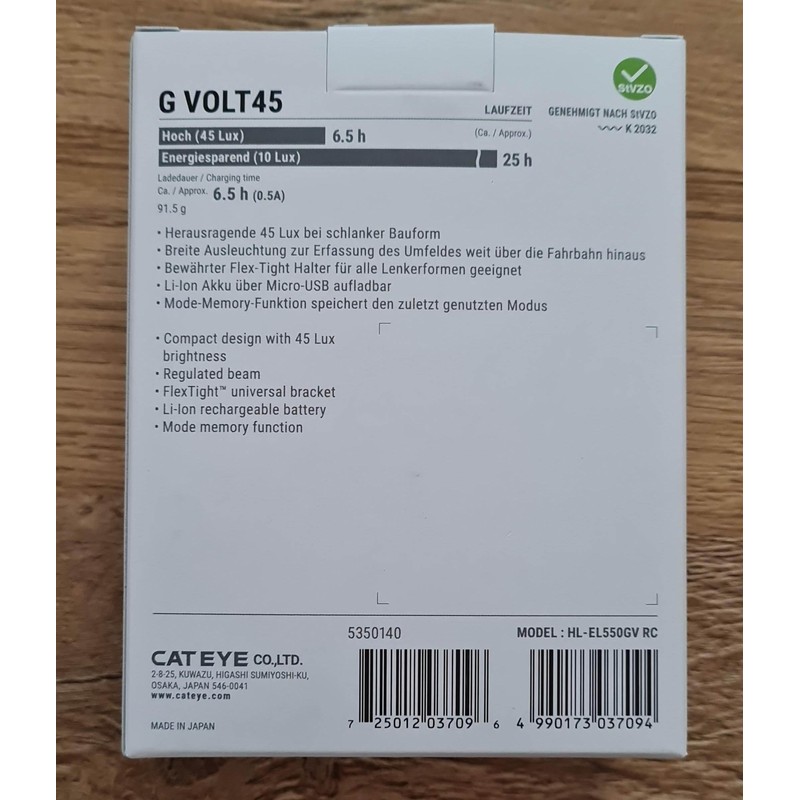 G VOLT45
LAUFZEIT
StVZO
GENEHMIGT NACH StVZO
K 2032
Hoch (45 Lux) 6.5 h (Ca. / Approx.)
Energiesparend (10 Lux) 25 h
Ladedauer / Charging time
Ca. / Approx. 6.5 h (0.5A)
91.5 g
• Herausragende 45 Lux bei schlanker Bauform
• Breite Ausleuchtung zur Erfassung des Umfeldes weit über die Fahrbahn hinaus
• Bewährter Flex-Tight Halter für alle Lenkerformen geeignet
• Li-Ion Akku über Micro-USB aufladbar
• Mode-Memory-Funktion speichert den zuletzt genutzten Modus
• Compact design with 45 Lux
brightness
• Regulated beam
• FlexTight™ universal bracket
• Li-Ion rechargeable battery
• Mode memory function
5350140
MODEL : HL-EL550GV RC
CATEYE CO.,LTD.
2-8-25, KUWAZU, HIGASHI SUMIYOSHI-KU,
OSAKA, JAPAN 546-0041
www.cateye.com
MADE IN JAPAN
7 25012 03709 6
4 990173 037094